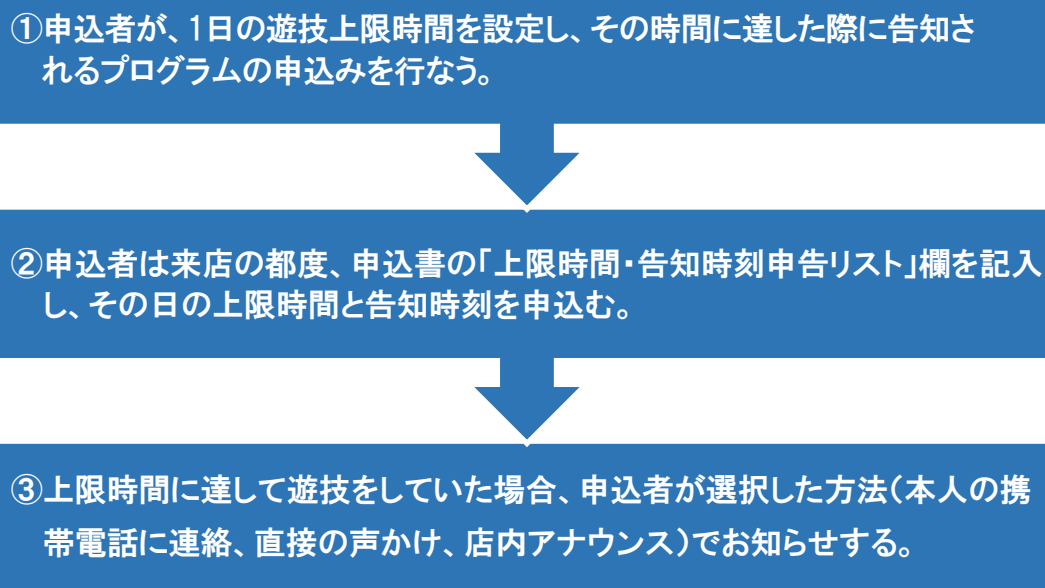 ①申込者が、1日の遊技上限時間を設定し、その時間に達した際に告知さ
れるプログラムの申込みを行なう。
②申込者は来店の都度、申込書の「上限時間・告知時刻申告リスト」欄を記入
し、その日の上限時間と告知時刻を申込む。
③上限時間に達して遊技をしていた場合、申込者が選択した方法（本人の携
帯電話に連絡、直接の声かけ、店内アナウンス）でお知らせする。